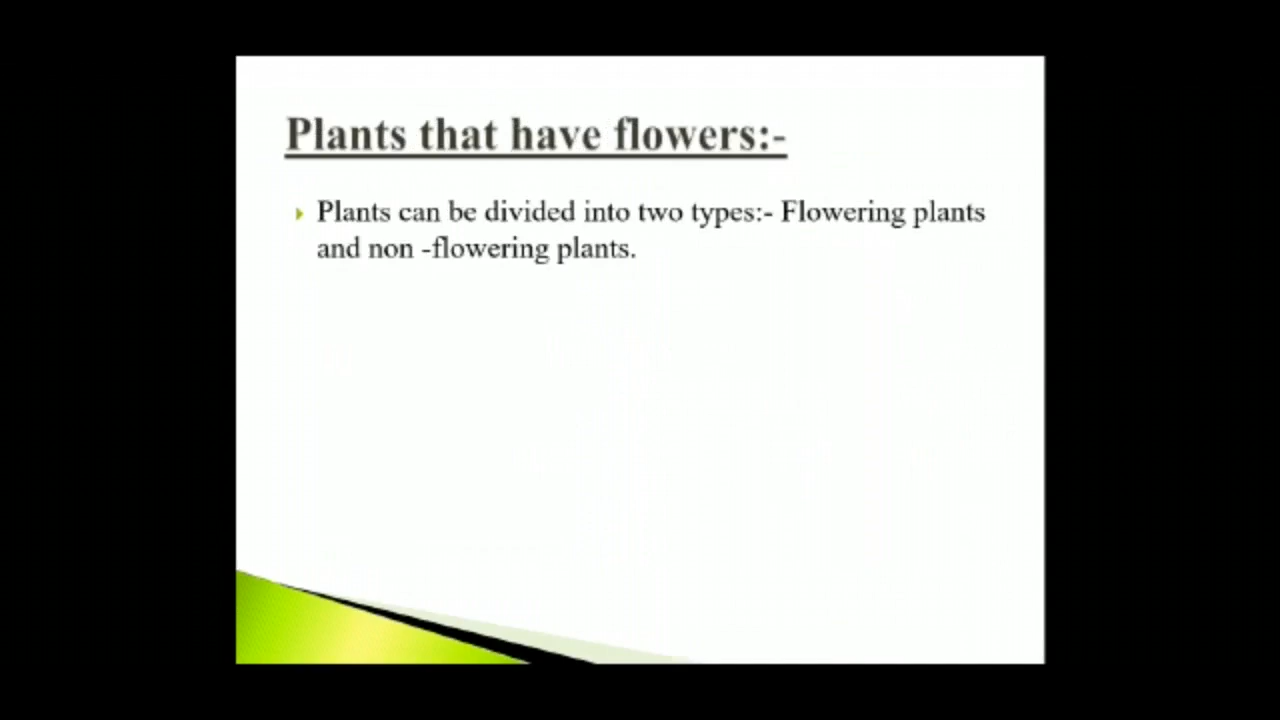 Plants that have flowers:-
Plants can be divided into two types:- Flowering plants
and non -flowering plants.